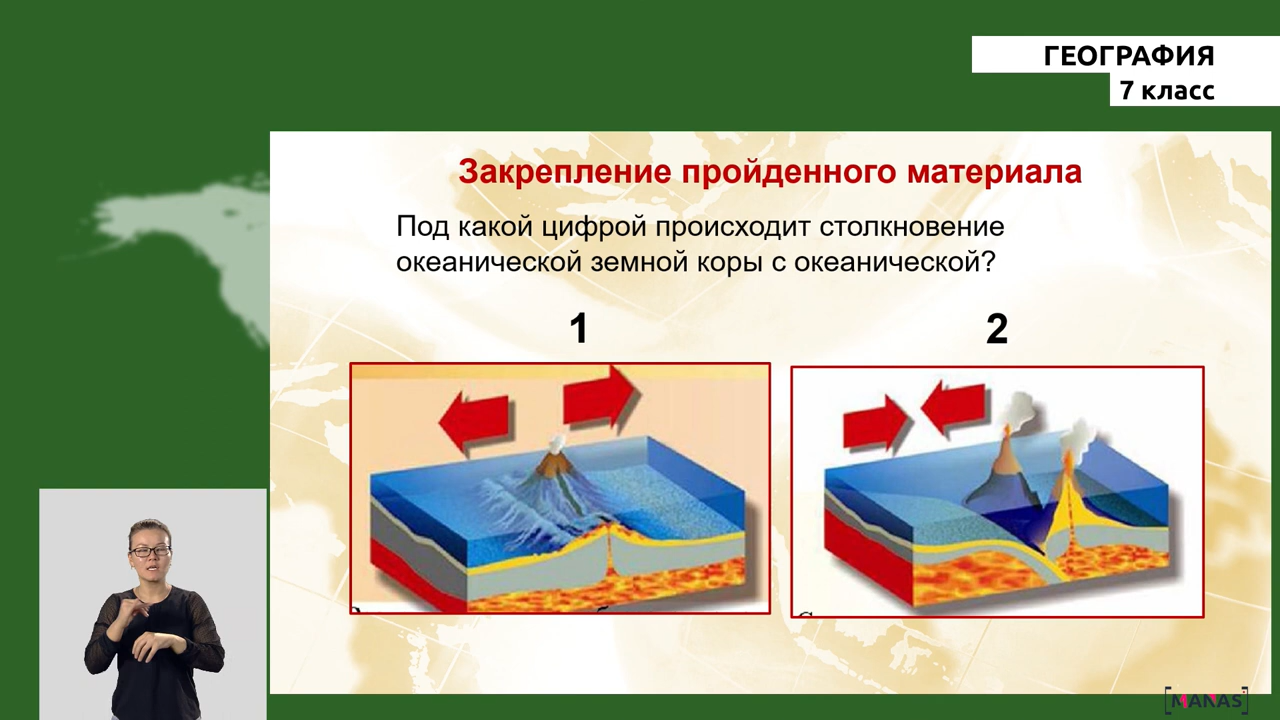 ГЕОГРАФИЯ
7 класс
Закрепление пройденного материала
Под какой цифрой происходит столкновение
океанической земной коры с океанической?
1
2
[MANAS]